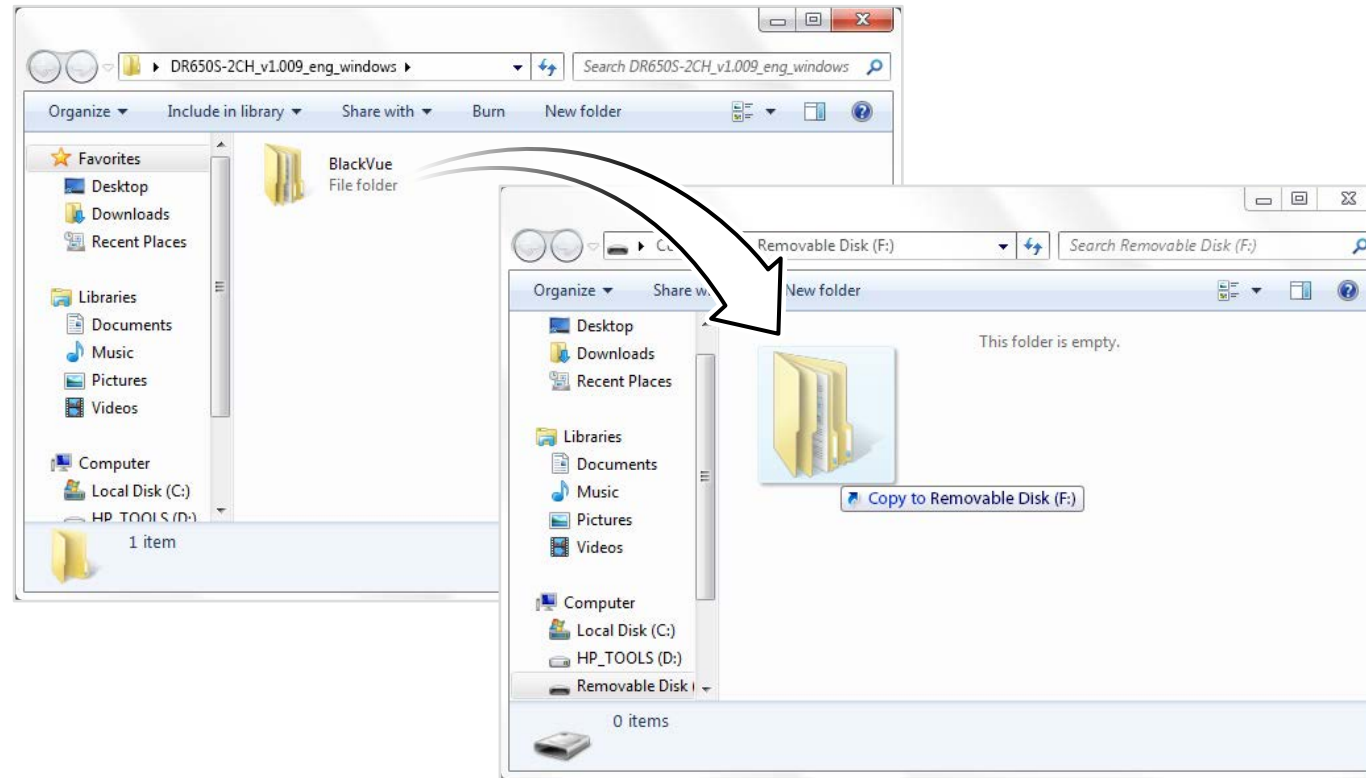 DR650S-2CH_v1.009_eng_windows
Search DR650S-2CH_v1.009_eng_windows
Organize
Include in library
Share with
Burn
New folder
Favorites
Desktop
Downloads
Recent Places
Libraries
Documents
Music
Pictures
Videos
Computer
Local Disk (C:)
HP_TOOLS (D:)
BlackVue
File folder
1 item
Removable Disk (F:)
Search Removable Disk (F:)
Organize
Share
New folder
Desktop
Downloads
Recent Places
Libraries
Documents
Music
Pictures
Videos
Computer
Local Disk (C:)
HP_TOOLS (D:)
Removable Disk (
This folder is empty.
Copy to Removable Disk (F:)
0 items